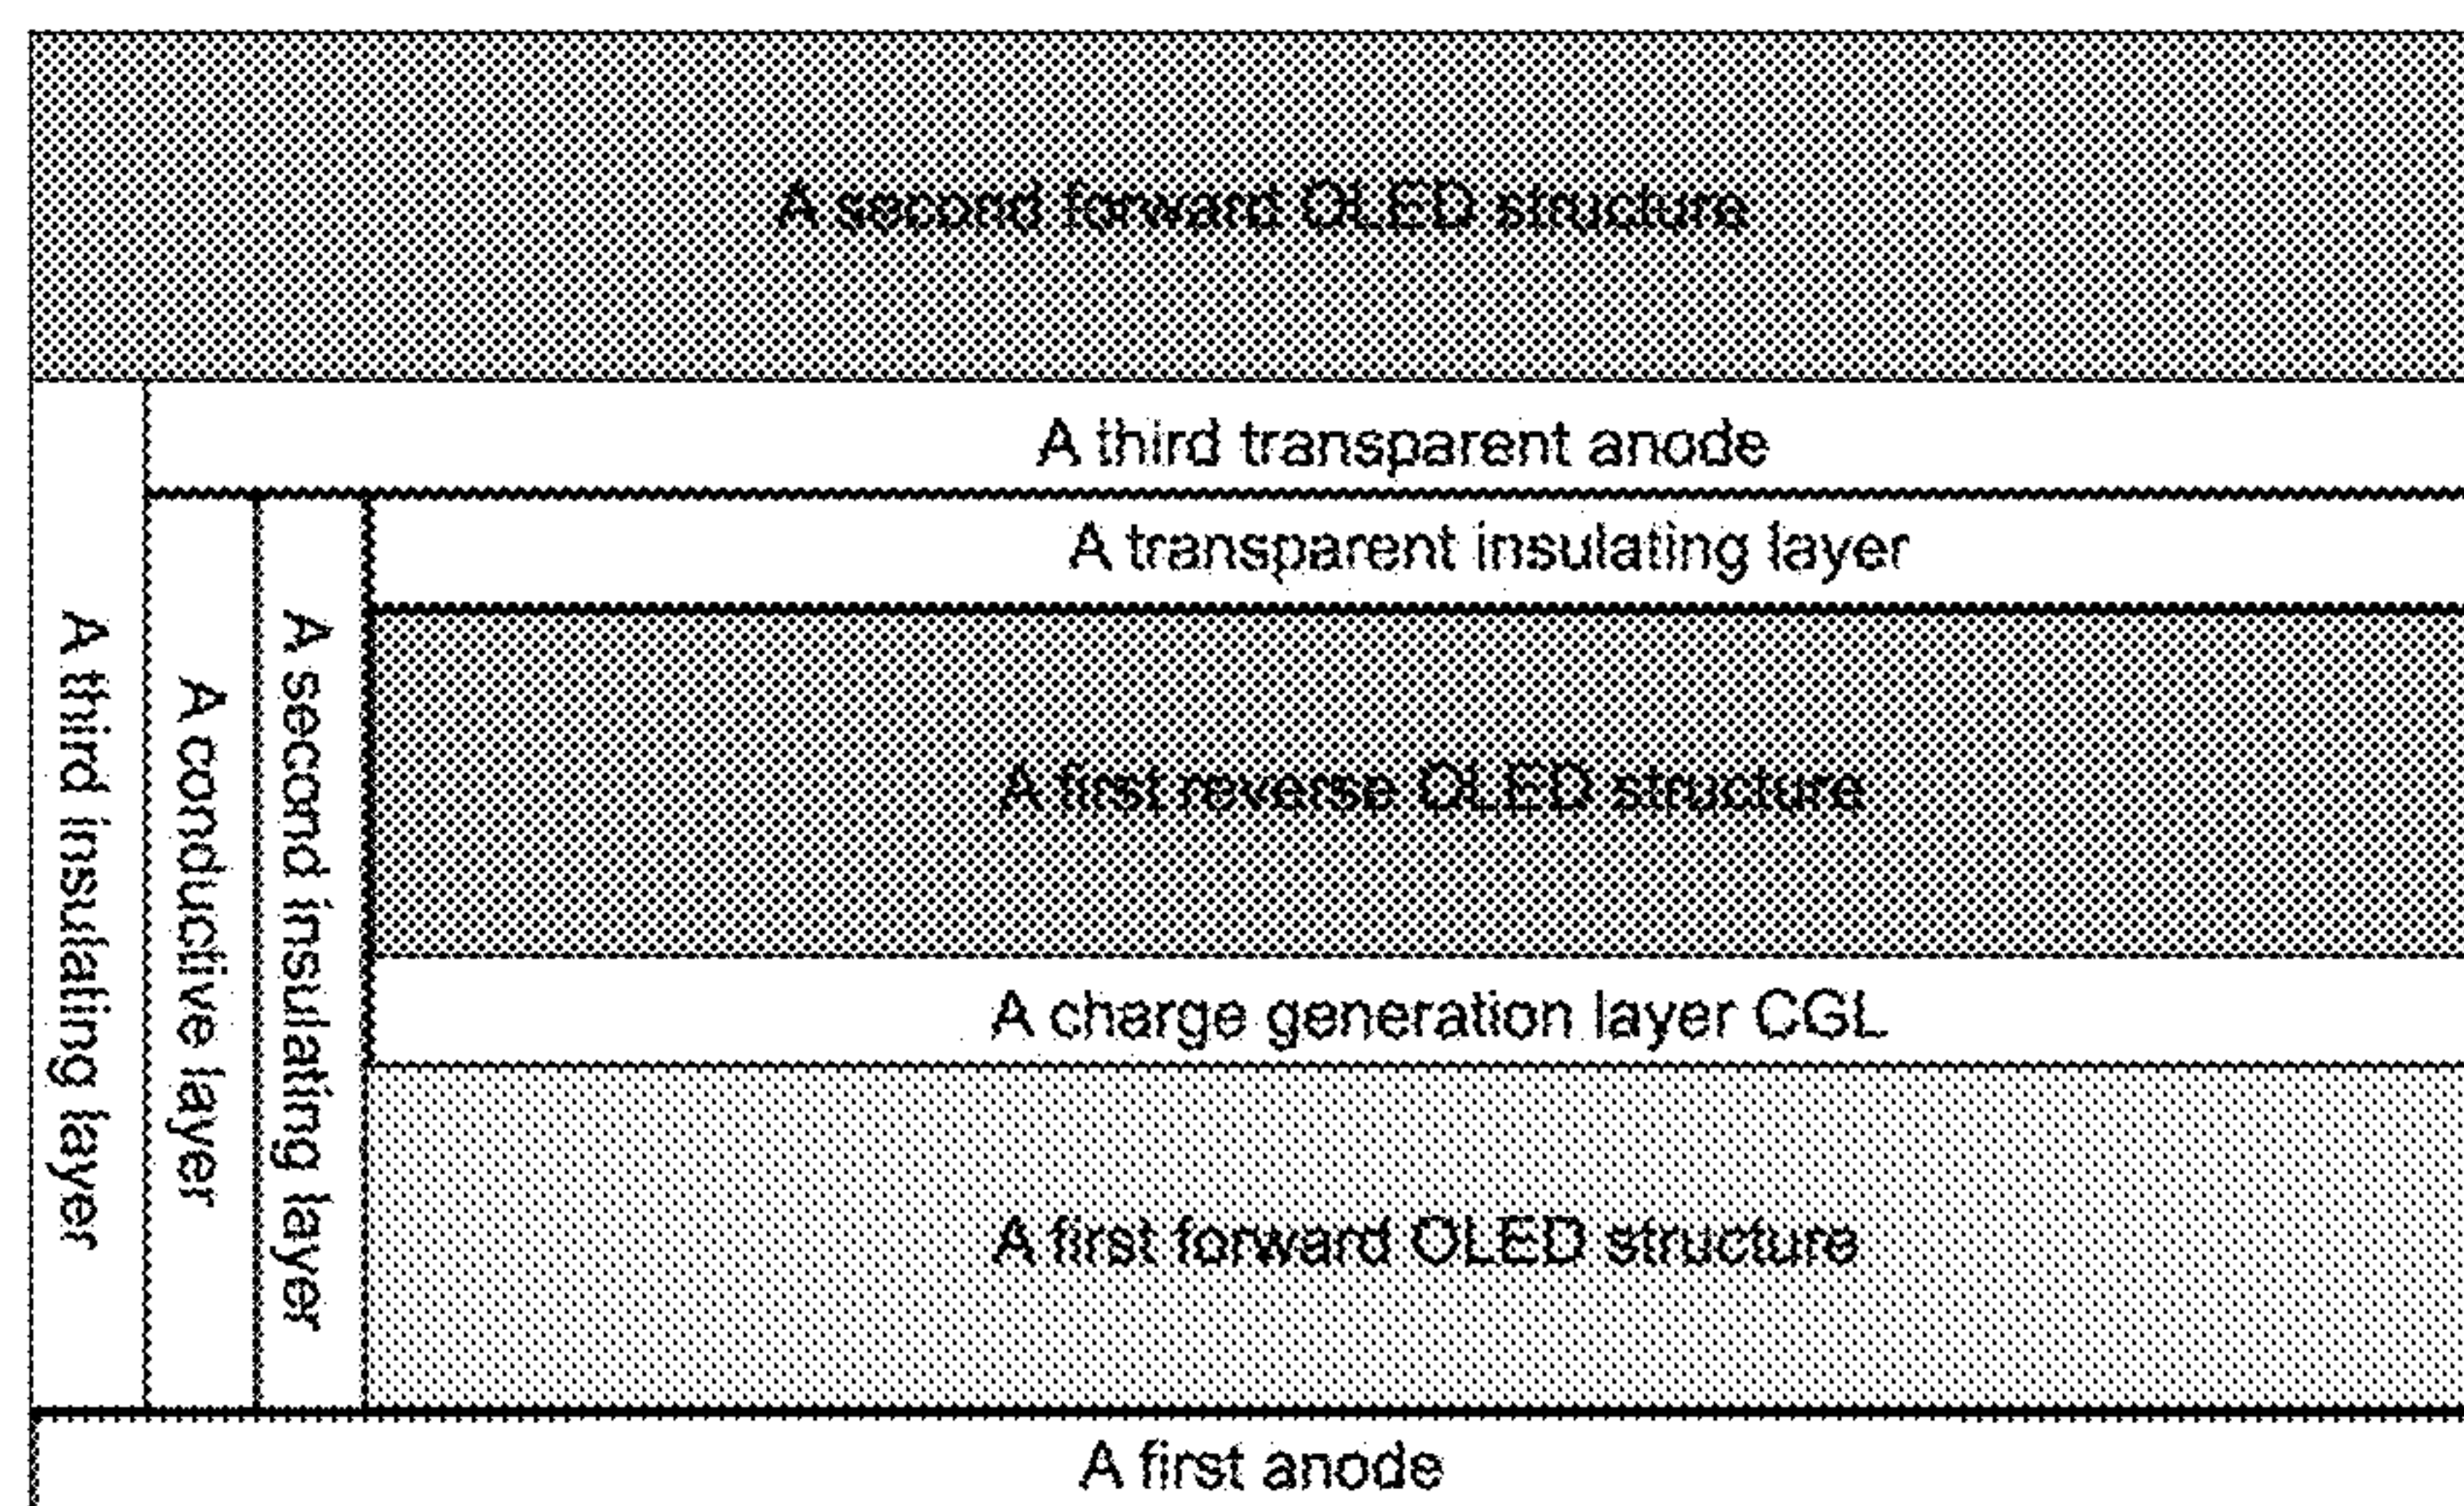 A second forward OLED structure
A third transparent anode
A transparent insulating layer
A third insulating layer
A conductive layer
A second insulating layer
A first reverse OLED structure
A charge generation layer CGL
A first forward OLED structure
A first anode